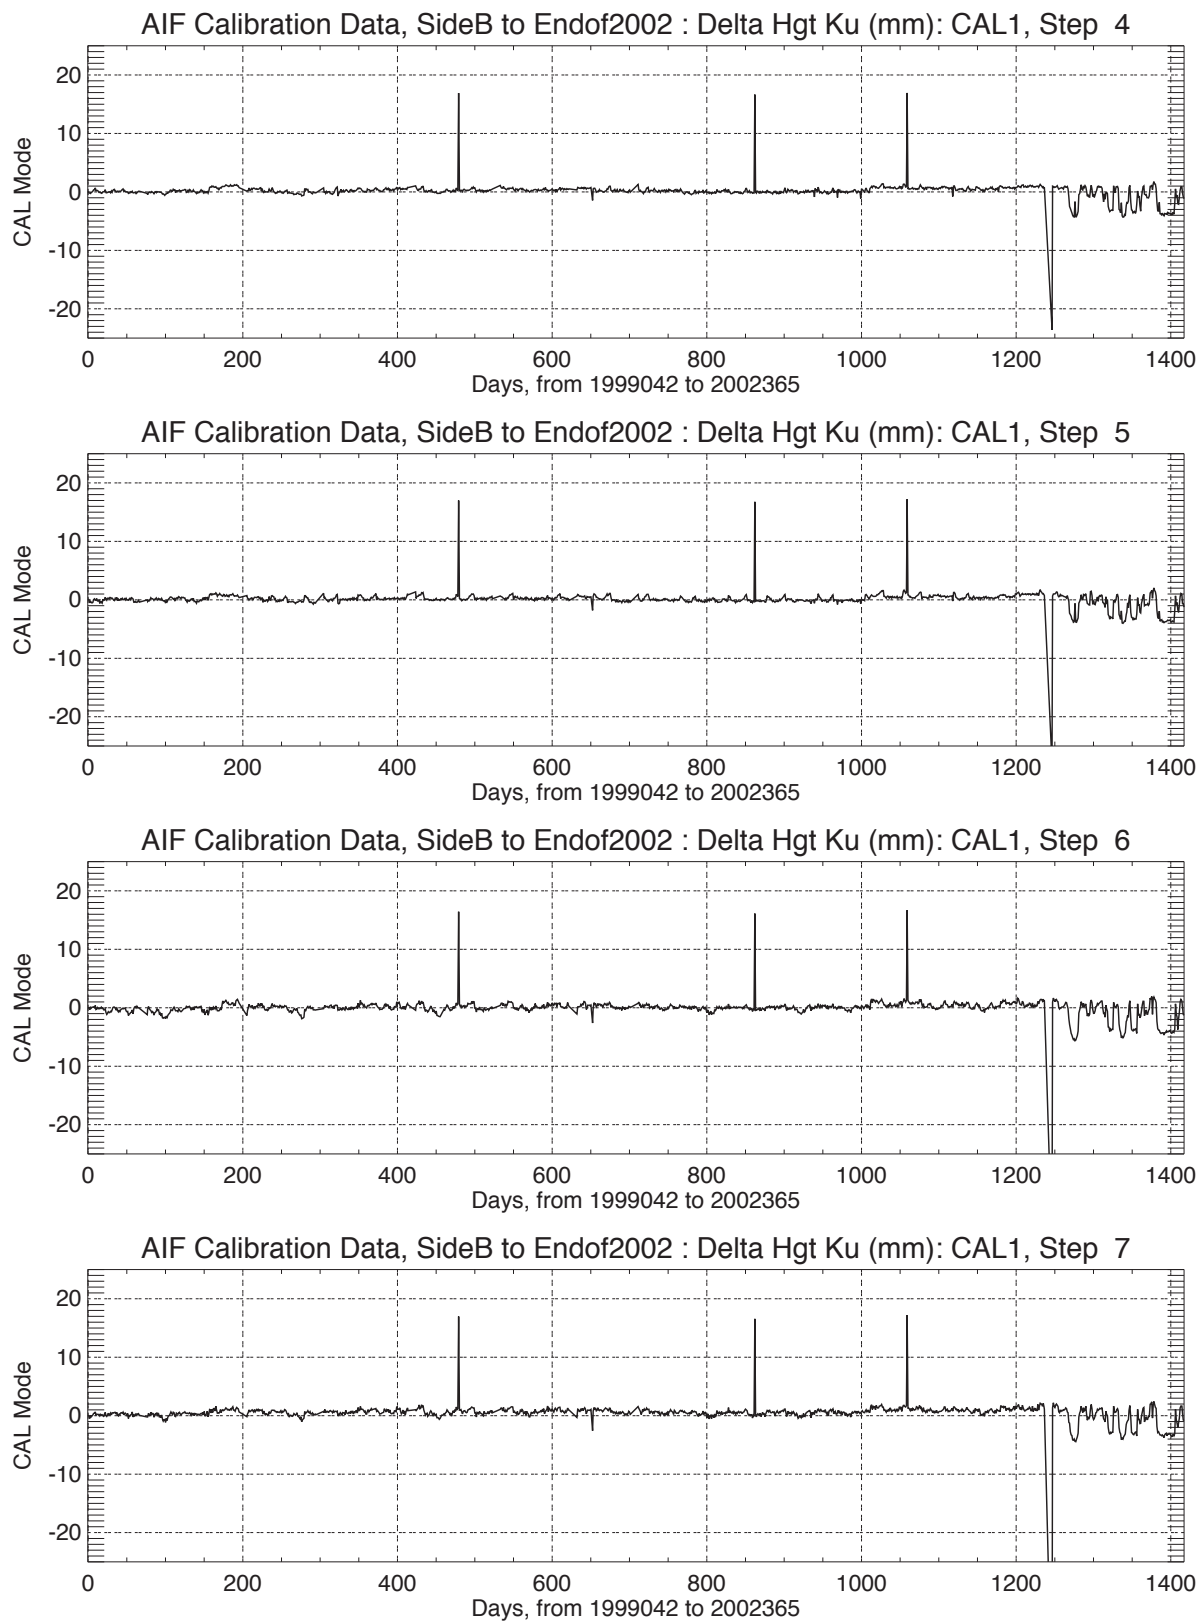 AIF Calibration Data, SideB to Endof2002 : Delta Hgt Ku (mm): CAL1, Step 4
CAL Mode
20
10
0
-10
-20
0 200 400 600 800 1000 1200 1400
Days, from 1999042 to 2002365
AIF Calibration Data, SideB to Endof2002 : Delta Hgt Ku (mm): CAL1, Step 5
CAL Mode
20
10
0
-10
-20
0 200 400 600 800 1000 1200 1400
Days, from 1999042 to 2002365
AIF Calibration Data, SideB to Endof2002 : Delta Hgt Ku (mm): CAL1, Step 6
CAL Mode
20
10
0
-10
-20
0 200 400 600 800 1000 1200 1400
Days, from 1999042 to 2002365
AIF Calibration Data, SideB to Endof2002 : Delta Hgt Ku (mm): CAL1, Step 7
CAL Mode
20
10
0
-10
-20
0 200 400 600 800 1000 1200 1400
Days, from 1999042 to 2002365